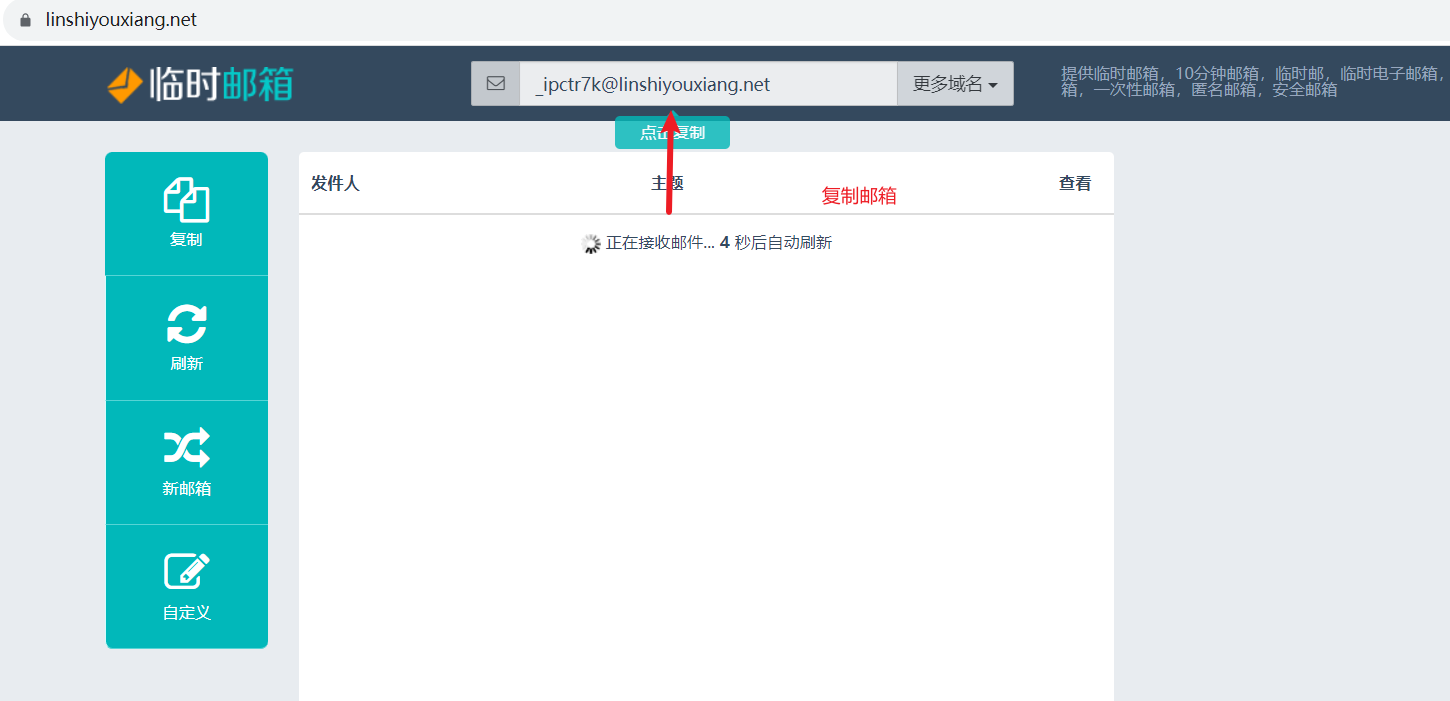 linshiyouxiang.net
临时邮箱
_ipctr7k@linshiyouxiang.net
更多域名
提供临时邮箱，10分钟邮箱，临时邮，临时电子邮箱，
箱，一次性邮箱，匿名邮箱，安全邮箱
点击复制
发件人
主题
查看
复制邮箱
正在接收邮件... 4 秒后自动刷新
复制
刷新
新邮箱
自定义